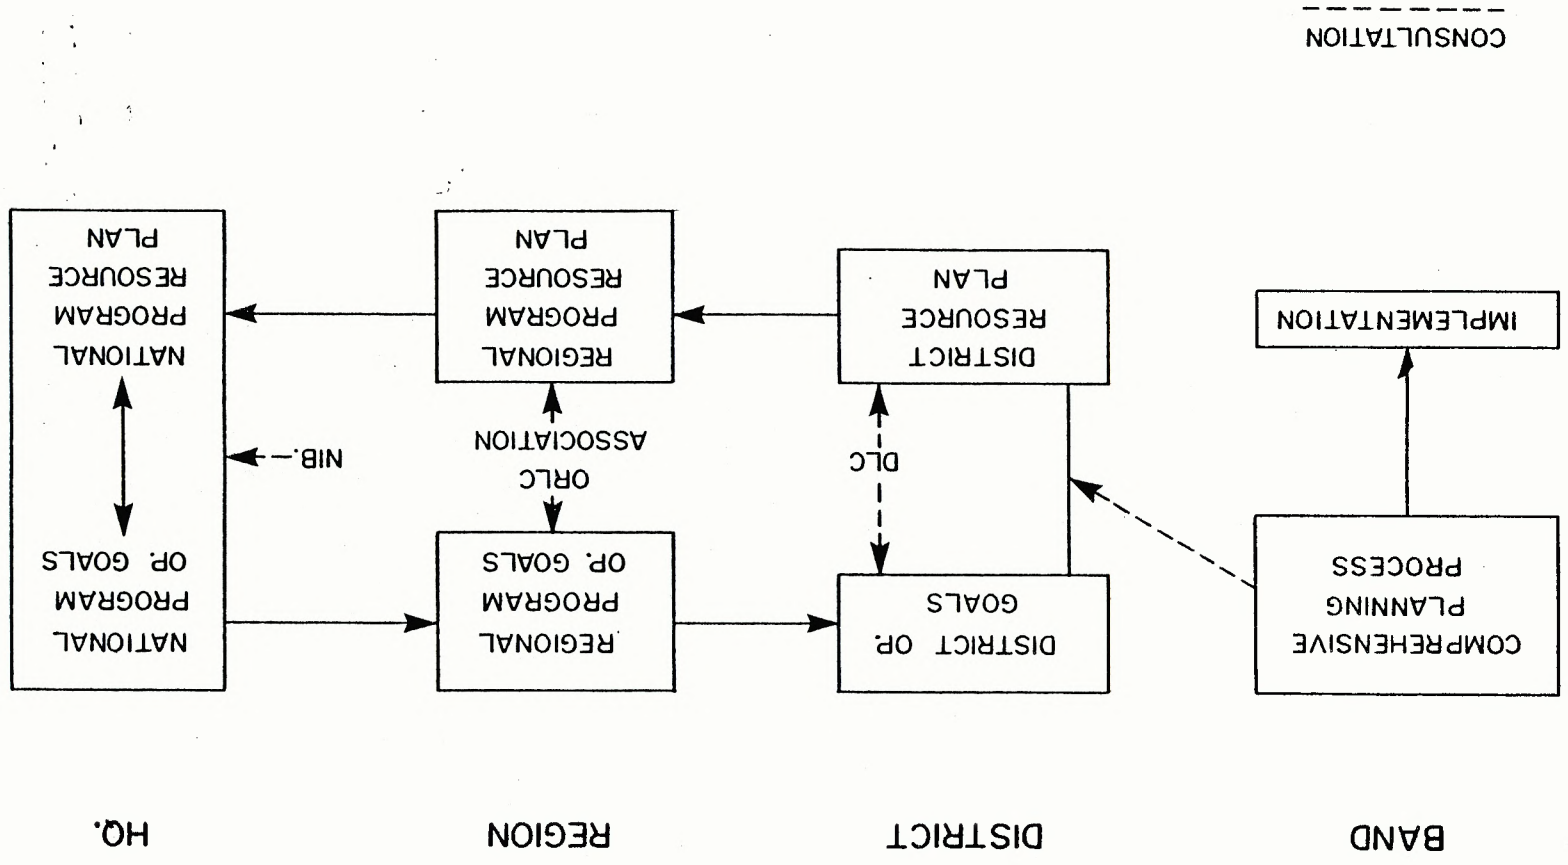 BAND
DISTRICT
REGION
HQ.
COMPREHENSIVE
PLANNING
PROCESS
IMPLEMENTATION
DISTRICT OP.
GOALS
DLC
DISTRICT
RESOURCE
PLAN
REGIONAL
PROGRAM
OP. GOALS
ORLC
ASSOCIATION
REGIONAL
PROGRAM
RESOURCE
PLAN
NATIONAL
PROGRAM
OP. GOALS
NIB.
NATIONAL
PROGRAM
RESOURCE
PLAN
CONSULTATION